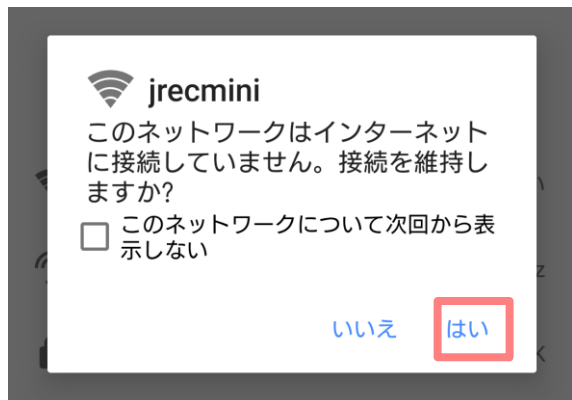 jrecmini
このネットワークはインターネット
に接続していません。接続を維持し
ますか?
このネットワークについて次回から表
示しない
いいえ はい